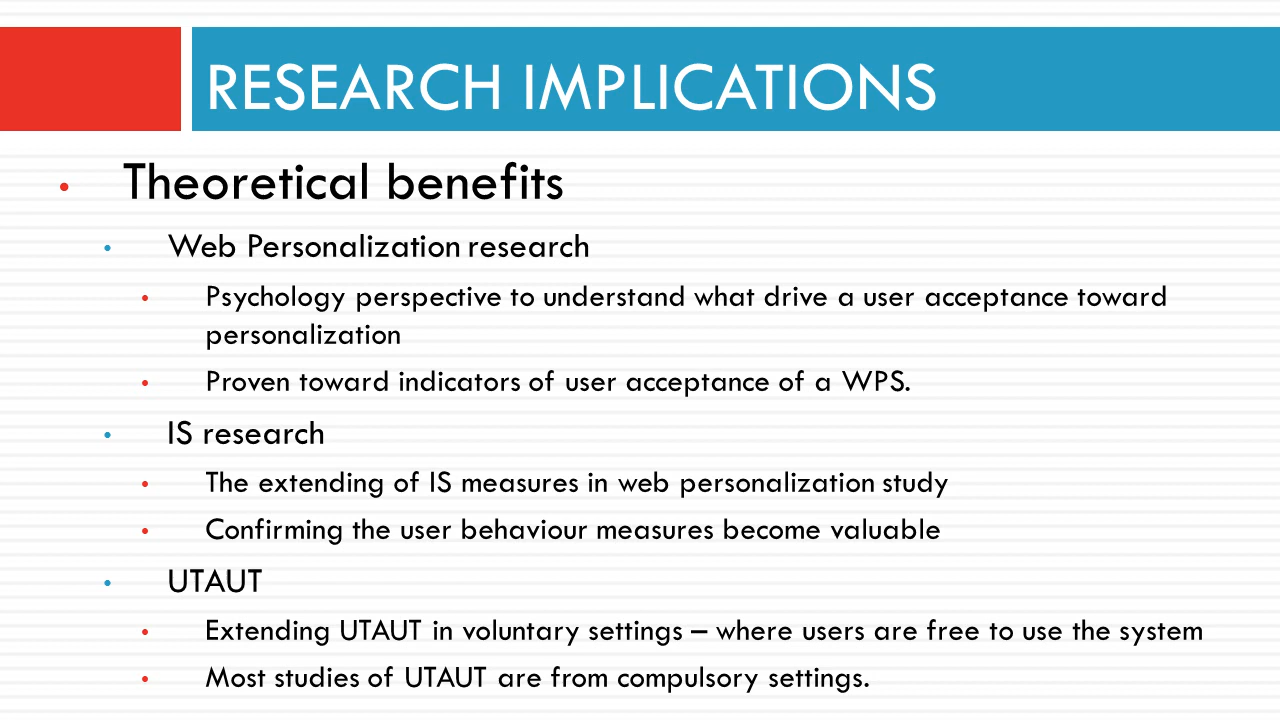 RESEARCH IMPLICATIONS
• Theoretical benefits
• Web Personalization research
• Psychology perspective to understand what drive a user acceptance toward
personalization
• Proven toward indicators of user acceptance of a WPS.
• IS research
• The extending of IS measures in web personalization study
• Confirming the user behaviour measures become valuable
• UTAUT
• Extending UTAUT in voluntary settings – where users are free to use the system
• Most studies of UTAUT are from compulsory settings.